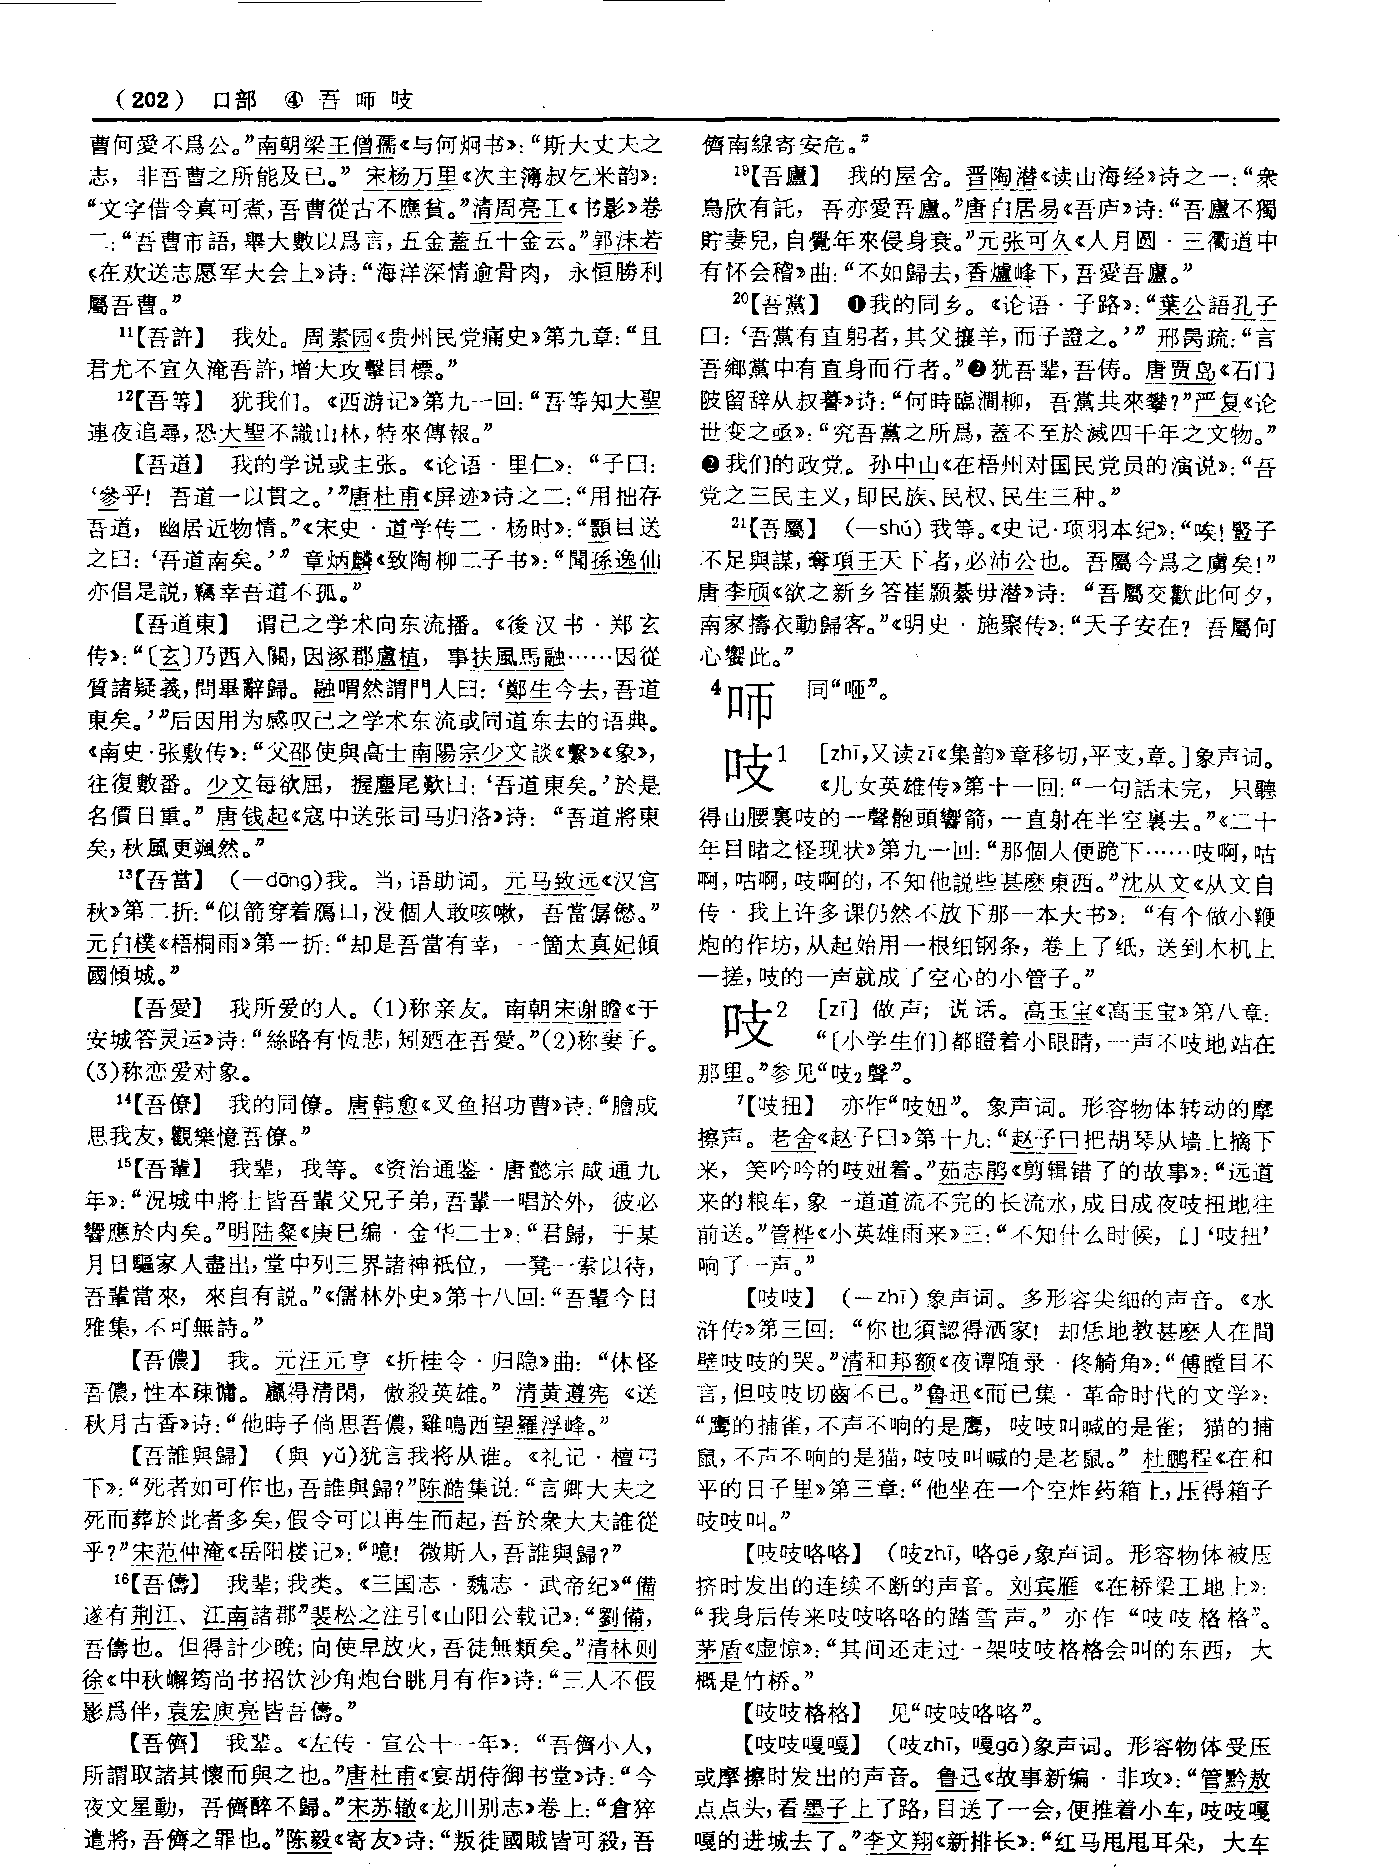 (202) 口部 ④ 吾㕷吱
曹何愛不爲公。”南朝梁王僧孺《与何炯书》：“斯大丈夫之
志，非吾曹之所能及已。”宋杨万里《次主簿叔乞米韵》：
“文字借令真可煮，吾曹從古不應貧。”清周亮工《书影》卷
二：“吾曹市語，舉大數以爲言，五金蓋五十金云。”郭沫若
《在欢送志愿军大会上》诗：“海洋深情逾骨肉，永恒勝利
屬吾曹。”
11【吾許】 我处。周素园《贵州民党痛史》第九章：“且
君尤不宜久淹吾許，增大攻擊目標。”
12【吾等】 犹我们。《西游记》第九一回：“吾等知大聖
連夜追尋，恐大聖不識山林，特來傳報。”
【吾道】 我的学说或主张。《论语·里仁》：“子曰：
‘參乎！吾道一以貫之。’”唐杜甫《屏迹》诗之二：“用拙存
吾道，幽居近物情。”《宋史·道学传二·杨时》：“顥目送
之曰：‘吾道南矣。’”章炳麟《致陶柳二子书》：“聞孫逸仙
亦倡是説，竊幸吾道不孤。”
【吾道東】 谓己之学术向东流播。《後汉书·郑玄
传》：“〔玄〕乃西入關，因涿郡盧植，事扶風馬融……因從
質諸疑義，問畢辭歸。融喟然謂門人曰：‘鄭生今去，吾道
東矣。’”后因用为感叹己之学术东流或同道东去的语典。
《南史·张敷传》：“父邵使與高士南陽宗少文談《繫》《象》，
往復數番。少文每欲屈，握麈尾歎曰：‘吾道東矣。’於是
名價日重。”唐钱起《寇中送张司马归洛》诗：“吾道將東
矣，秋風更颯然。”
13【吾當】 (—dāng)我。当，语助词。元马致远《汉宫
秋》第二折：“似箭穿着鴈口，没個人敢咳嗽，吾當僝僽。”
元白樸《梧桐雨》第一折：“却是吾當有幸，一箇太真妃傾
國傾城。”
【吾愛】 我所爱的人。(1)称亲友。南朝宋谢瞻《于
安城答灵运》诗：“絲路有恆悲，矧迺在吾愛。”(2)称妻子。
(3)称恋爱对象。
14【吾僚】 我的同僚。唐韩愈《叉鱼招功曹》诗：“膾成
思我友，觀樂憶吾僚。”
15【吾輩】 我辈，我等。《资治通鉴·唐懿宗咸通九
年》：“況城中將士皆吾輩父兄子弟，吾輩一唱於外，彼必
響應於内矣。”明陆粲《庚巳编·金华二士》：“君歸，于某
月日驅家人盡出，堂中列三界諸神祇位，一凳一索以待，
吾輩當來，來自有説。”《儒林外史》第十八回：“吾輩今日
雅集，不可無詩。”
【吾儂】 我。元汪元亨《折桂令·归隐》曲：“休怪
吾儂，性本疎慵。贏得清閑，傲殺英雄。”清黄遵宪《送
秋月古香》诗：“他時子倘思吾儂，雞鳴西望羅浮峰。”
【吾誰與歸】 (與 yǔ)犹言我将从谁。《礼记·檀弓
下》：“死者如可作也，吾誰與歸？”陈澔集说：“言卿大夫之
死而葬於此者多矣，假令可以再生而起，吾於衆大夫誰從
乎？”宋范仲淹《岳阳楼记》：“噫！微斯人，吾誰與歸？”
16【吾儔】 我辈；我类。《三国志·魏志·武帝纪》“備
遂有荆江、江南諸郡”裴松之注引《山阳公载记》：“劉備，
吾儔也。但得計少晚；向使早放火，吾徒無類矣。”清林则
徐《中秋嶰筠尚书招饮沙角炮台眺月有作》诗：“三人不假
影爲伴，袁宏庾亮皆吾儔。”
【吾儕】 我辈。《左传·宣公十一年》：“吾儕小人，
所謂取諸其懷而與之也。”唐杜甫《宴胡侍御书堂》诗：“今
夜文星動，吾儕醉不歸。”宋苏辙《龙川别志》卷上：“倉猝
遣將，吾儕之罪也。”陈毅《寄友》诗：“叛徒國賊皆可殺，吾
儕南綫寄安危。”
19【吾廬】 我的屋舍。晋陶潜《读山海经》诗之一：“衆
鳥欣有託，吾亦愛吾廬。”唐白居易《吾庐》诗：“吾廬不獨
貯妻兒，自覺年來侵身衰。”元张可久《人月圆·三衢道中
有怀会稽》曲：“不如歸去，香爐峰下，吾愛吾廬。”
20【吾黨】 ❶我的同乡。《论语·子路》：“葉公語孔子
曰：‘吾黨有直躬者，其父攘羊，而子證之。’”邢昺疏：“言
吾鄉黨中有直身而行者。”❷犹吾辈，吾俦。唐贾岛《石门
陂留辞从叔謩》诗：“何時臨澗柳，吾黨共來攀？”严复《论
世变之亟》：“究吾黨之所爲，蓋不至於滅四千年之文物。”
❷我们的政党。孙中山《在梧州对国民党员的演说》：“吾
党之三民主义，即民族、民权、民生三种。”
21【吾屬】 (—shǔ)我等。《史记·项羽本纪》：“唉！豎子
不足與謀，奪項王天下者，必沛公也。吾屬今爲之虜矣！”
唐李颀《欲之新乡答崔颢綦毋潜》诗：“吾屬交歡此何夕，
南家擣衣動歸客。”《明史·施聚传》：“天子安在？吾屬何
心饗此。”
4㕷 同“咂”。
吱1 [zhī，又读zī《集韵》章移切，平支，章。]象声词。
《儿女英雄传》第十一回：“一句話未完，只聽
得山腰裏吱的一聲骲頭響箭，一直射在半空裏去。”《二十
年目睹之怪现状》第九一回：“那個人便跪下……吱啊，咕
啊，咕啊，吱啊的，不知他説些甚麽東西。”沈从文《从文自
传·我上许多课仍然不放下那一本大书》：“有个做小鞭
炮的作坊，从起始用一根细钢条，卷上了纸，送到木机上
一搓，吱的一声就成了空心的小管子。”
吱2 [zī] 做声；说话。高玉宝《高玉宝》第八章：
“〔小学生们〕都瞪着小眼睛，一声不吱地站在
那里。”参见“吱2聲”。
7【吱扭】 亦作“吱妞”。象声词。形容物体转动的摩
擦声。老舍《赵子曰》第十九：“赵子曰把胡琴从墙上摘下
来，笑吟吟的吱妞着。”茹志鹃《剪辑错了的故事》：“远道
来的粮车，象一道道流不完的长流水，成日成夜吱扭地往
前送。”管桦《小英雄雨来》三：“不知什么时候，门‘吱扭’
响了一声。”
【吱吱】 (—zhī)象声词。多形容尖细的声音。《水
浒传》第三回：“你也須認得洒家！却恁地教甚麽人在間
壁吱吱的哭。”清和邦额《夜谭随录·佟觭角》：“傅瞠目不
言，但吱吱切齒不已。”鲁迅《而已集·革命时代的文学》：
“鹰的捕雀，不声不响的是鹰，吱吱叫喊的是雀；猫的捕
鼠，不声不响的是猫，吱吱叫喊的是老鼠。”杜鹏程《在和
平的日子里》第三章：“他坐在一个空炸药箱上，压得箱子
吱吱叫。”
【吱吱咯咯】 (吱zhī，咯gē)象声词。形容物体被压
挤时发出的连续不断的声音。刘宾雁《在桥梁工地上》：
“我身后传来吱吱咯咯的踏雪声。”亦作“吱吱格格”。
茅盾《虚惊》：“其间还走过一架吱吱格格会叫的东西，大
概是竹桥。”
【吱吱格格】 见“吱吱咯咯”。
【吱吱嘎嘎】 (吱zhī，嘎gā)象声词。形容物体受压
或摩擦时发出的声音。鲁迅《故事新编·非攻》：“管黔敖
点点头，看墨子上了路，目送了一会，便推着小车，吱吱嘎
嘎的进城去了。”李文翔《新排长》：“红马甩甩耳朵，大车